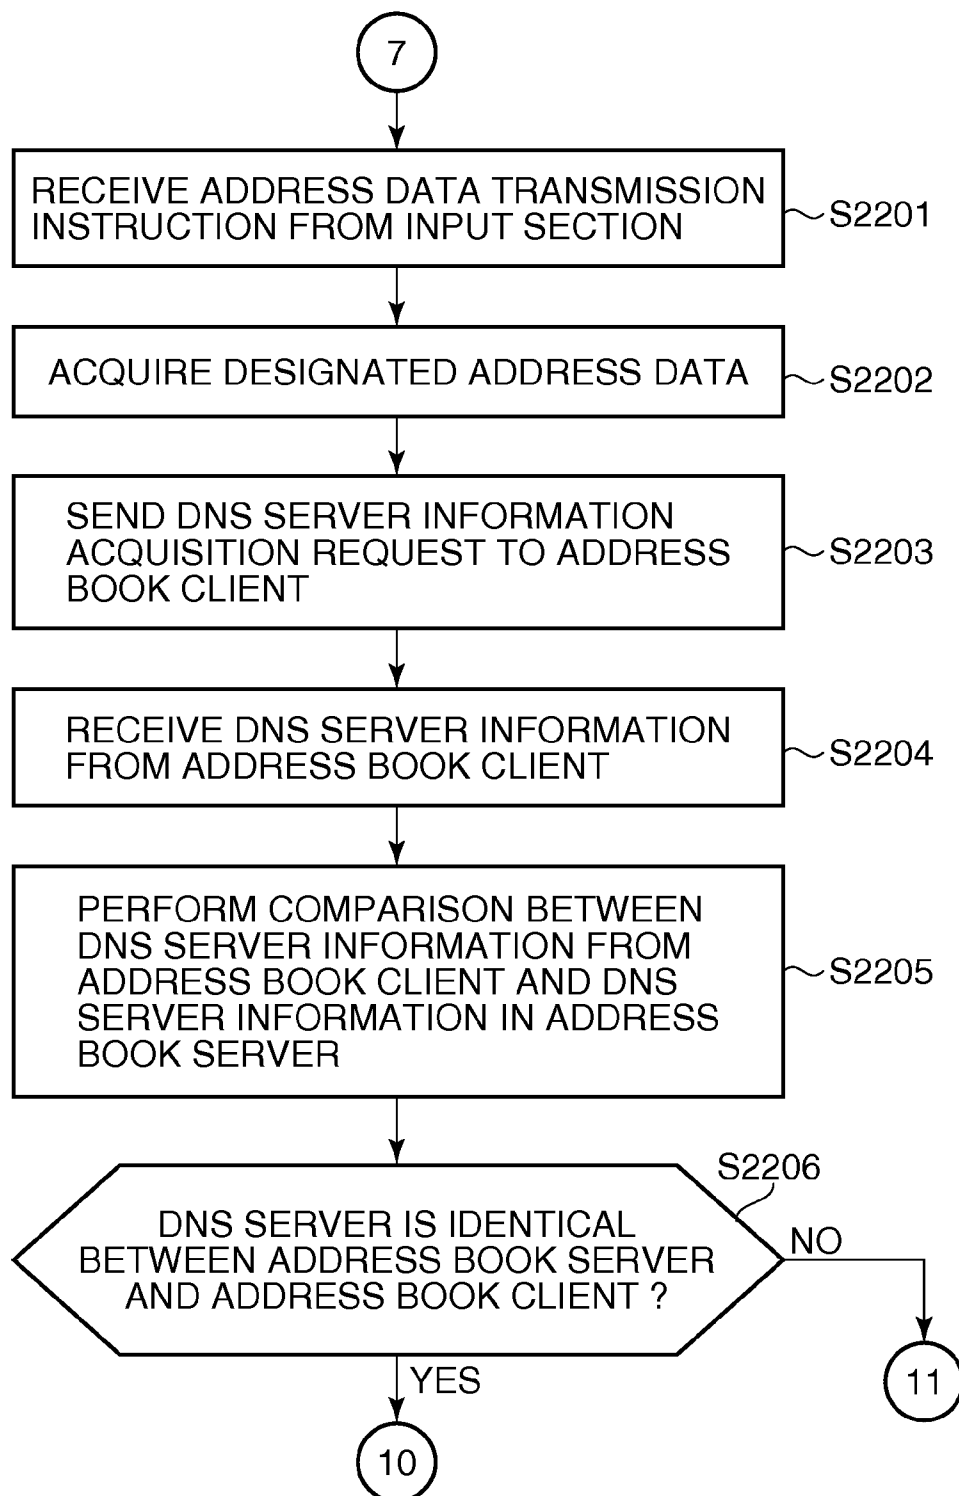 7
RECEIVE ADDRESS DATA TRANSMISSION
INSTRUCTION FROM INPUT SECTION
S2201
ACQUIRE DESIGNATED ADDRESS DATA
S2202
SEND DNS SERVER INFORMATION
ACQUISITION REQUEST TO ADDRESS
BOOK CLIENT
S2203
RECEIVE DNS SERVER INFORMATION
FROM ADDRESS BOOK CLIENT
S2204
PERFORM COMPARISON BETWEEN
DNS SERVER INFORMATION FROM
ADDRESS BOOK CLIENT AND DNS
SERVER INFORMATION IN ADDRESS
BOOK SERVER
S2205
S2206
DNS SERVER IS IDENTICAL
BETWEEN ADDRESS BOOK SERVER
AND ADDRESS BOOK CLIENT ?
NO
YES
11
10